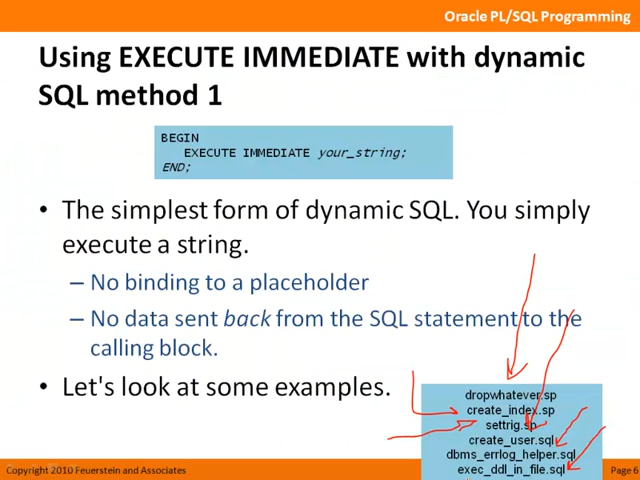 Oracle PL/SQL Programming
Using EXECUTE IMMEDIATE with dynamic
SQL method 1
BEGIN
EXECUTE IMMEDIATE your_string;
END;
• The simplest form of dynamic SQL. You simply
execute a string.
– No binding to a placeholder
– No data sent back from the SQL statement to the
calling block.
• Let's look at some examples.
dropwhatever.sp
create_index.sp
settrig.sp
create_user.sql
dbms_errlog_helper.sql
exec_ddl_in_file.sql
Copyright 2010 Feuerstein and Associates
Page 6